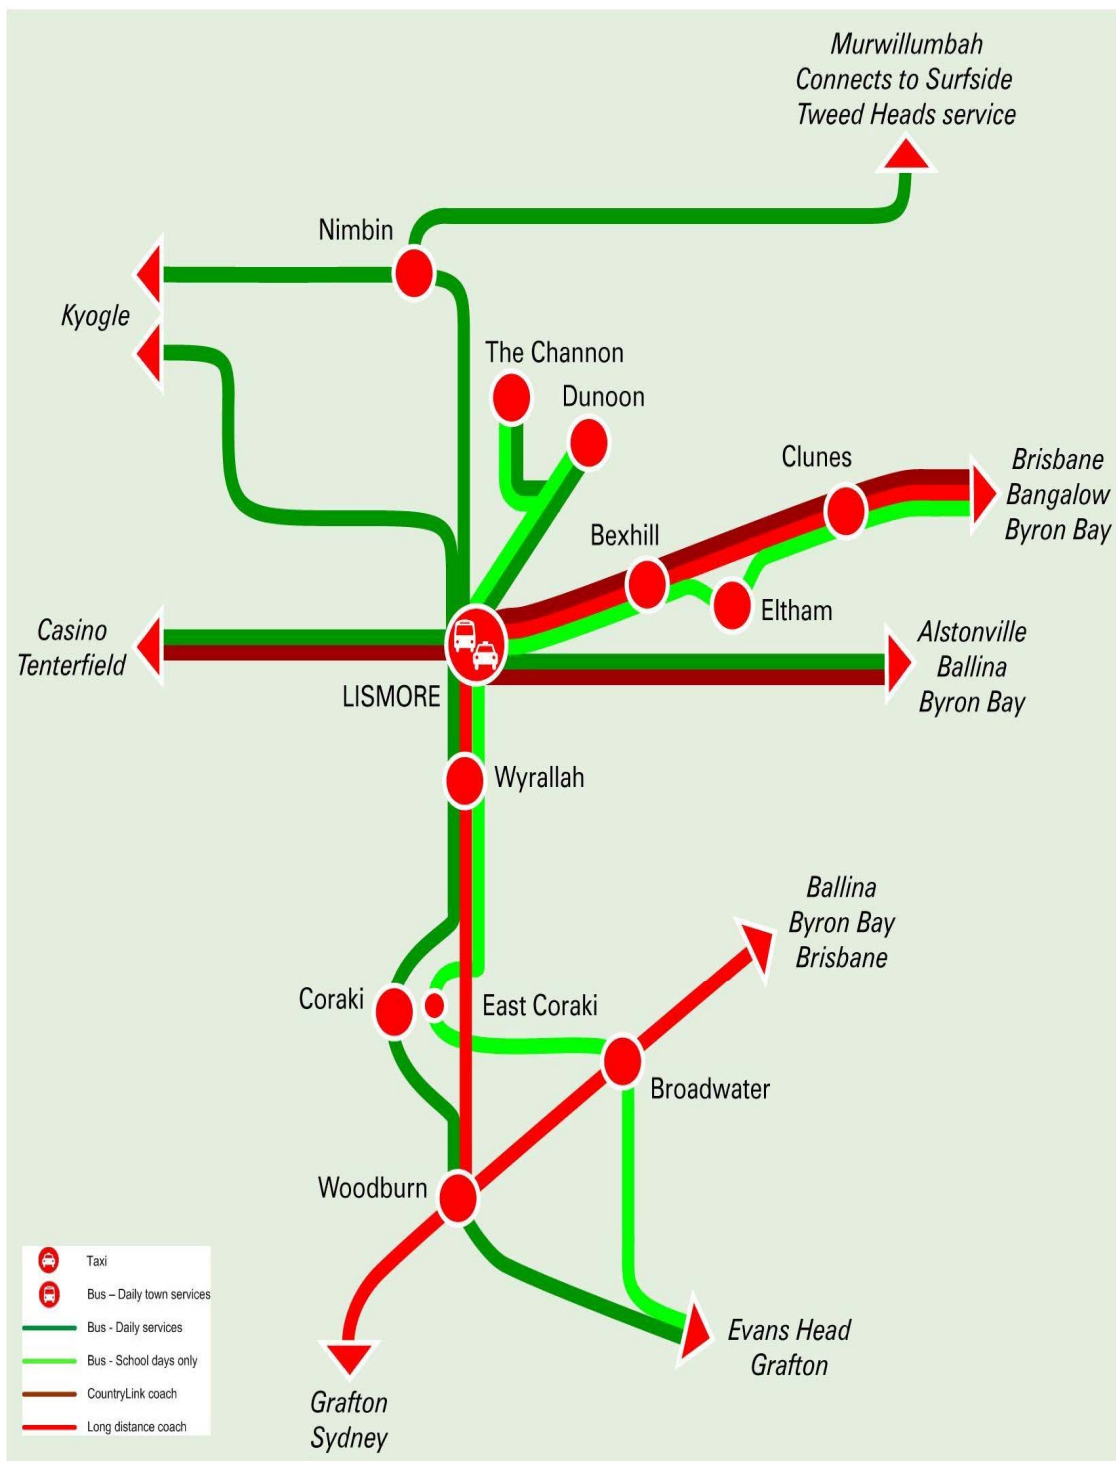 Murwillumbah
Connects to Surfside
Tweed Heads service
Nimbin
Kyogle
The Channon
Dunoon
Clunes
Brisbane
Bangalow
Byron Bay
Bexhill
Eltham
Casino
Tenterfield
Alstonville
Ballina
Byron Bay
LISMORE
Wyrallah
Ballina
Byron Bay
Brisbane
Coraki
East Coraki
Broadwater
Woodburn
Evans Head
Grafton
Grafton
Sydney
Taxi
Bus – Daily town services
Bus - Daily services
Bus - School days only
CountryLink coach
Long distance coach